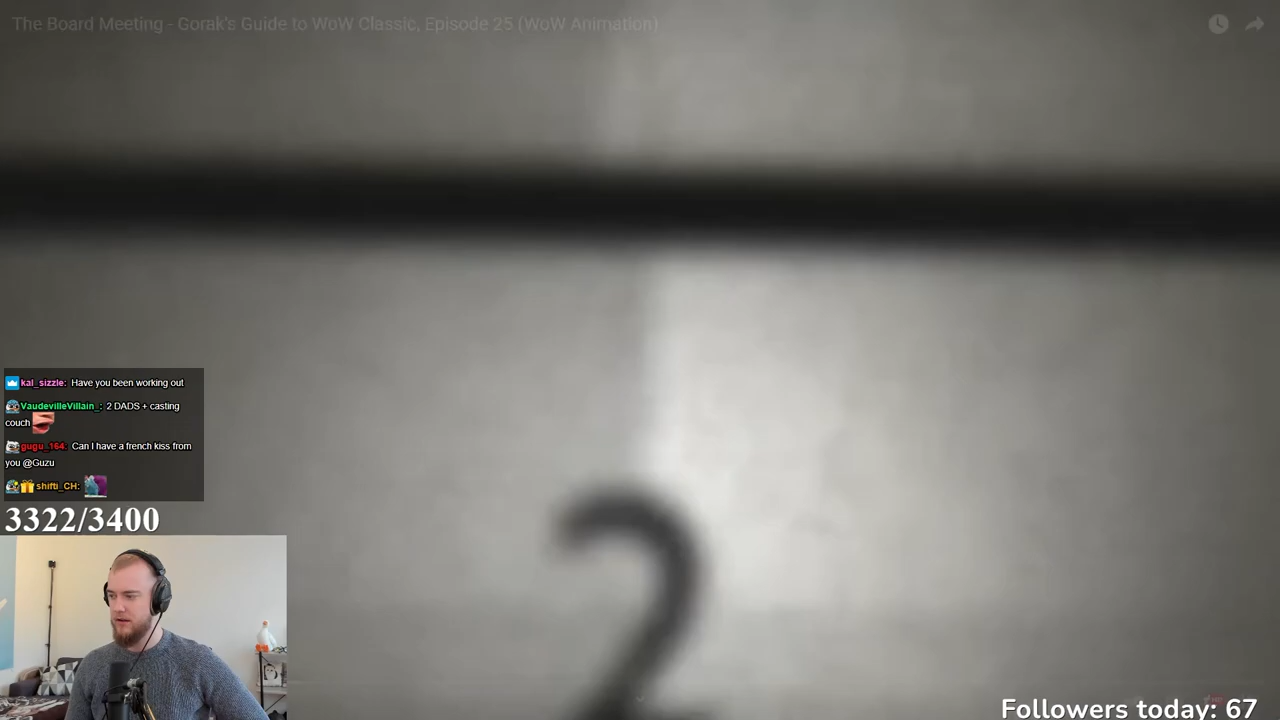 The Board Meeting - Gorak's Guide to WoW Classic, Episode 25 (WoW Animation)
2
kal_sizzle: Have you been working out
VaudevilleVillain_: 2 DADS + casting
couch
gugu_164: Can I have a french kiss from
you @Guzu
shifti_CH:
3322/3400
Followers today: 67